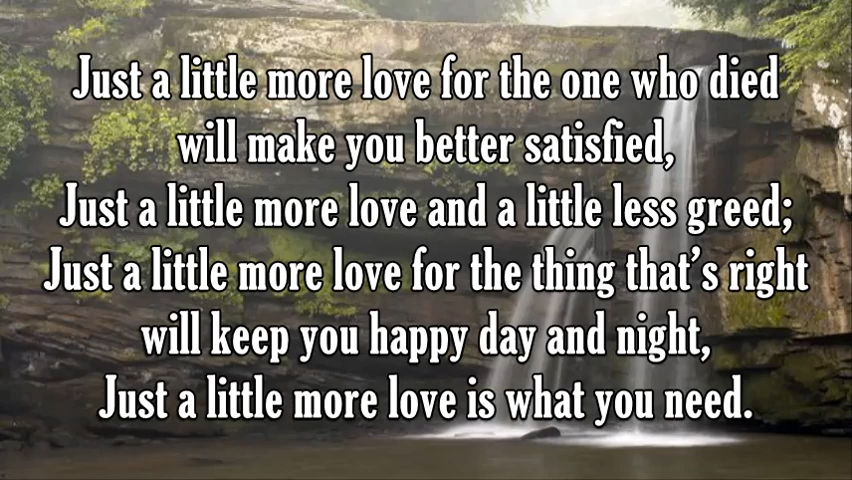 Just a little more love for the one who died
will make you better satisfied,
Just a little more love and a little less greed;
Just a little more love for the thing that’s right
will keep you happy day and night,
Just a little more love is what you need.